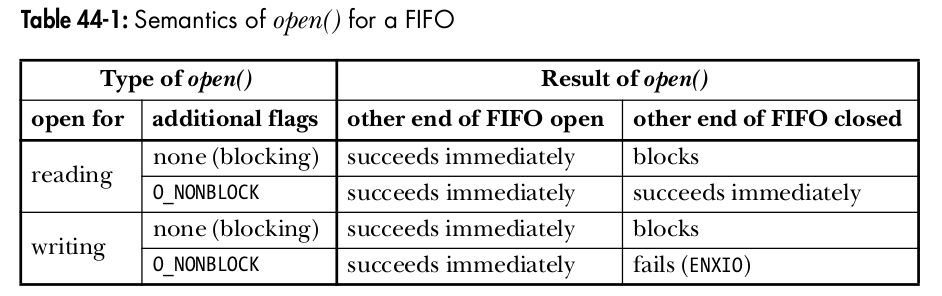 Table 44-1: Semantics of open() for a FIFO
Type of open() Result of open()
open for additional flags other end of FIFO open other end of FIFO closed
reading none (blocking) succeeds immediately blocks
O_NONBLOCK succeeds immediately succeeds immediately
writing none (blocking) succeeds immediately blocks
O_NONBLOCK succeeds immediately fails (ENXIO)